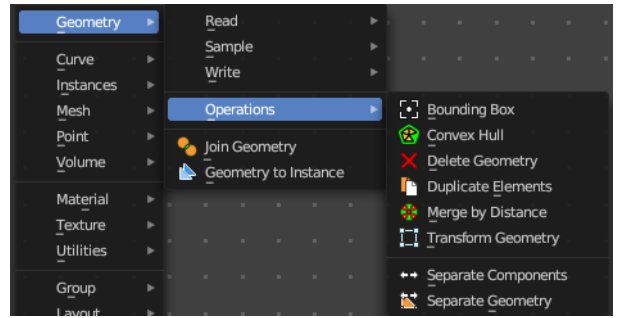 Geometry
Curve
Instances
Mesh
Point
Volume
Material
Texture
Utilities
Group
Layout
Read
Sample
Write
Operations
Join Geometry
Geometry to Instance
Bounding Box
Convex Hull
Delete Geometry
Duplicate Elements
Merge by Distance
Transform Geometry
Separate Components
Separate Geometry